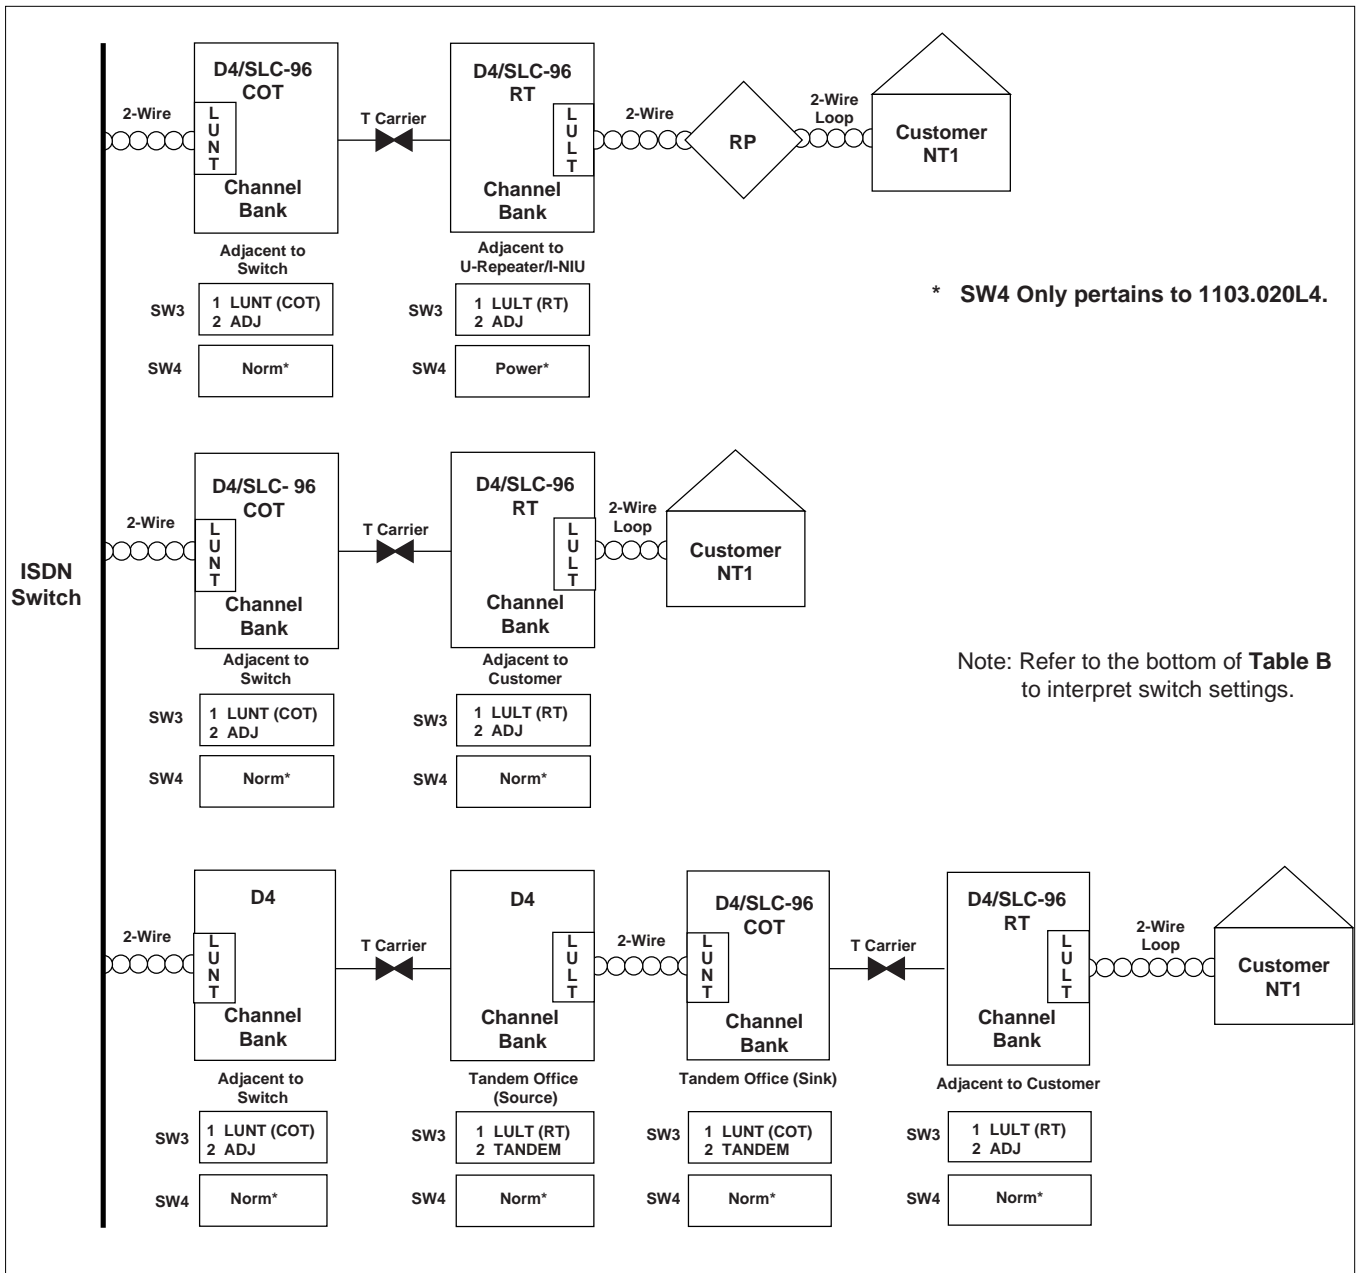 ISDN
Switch
2-Wire
D4/SLC-96
COT
LUNT
Channel
Bank
T Carrier
D4/SLC-96
RT
LULT
Channel
Bank
2-Wire
RP
2-Wire
Loop
Customer
NT1
Adjacent to
Switch
SW3
1 LUNT (COT)
2 ADJ
SW4
Norm*
Adjacent to
U-Repeater/I-NIU
SW3
1 LULT (RT)
2 ADJ
SW4
Power*
* SW4 Only pertains to 1103.020L4.
2-Wire
D4/SLC- 96
COT
LUNT
Channel
Bank
T Carrier
D4/SLC-96
RT
LULT
Channel
Bank
2-Wire
Loop
Customer
NT1
Adjacent to
Switch
SW3
1 LUNT (COT)
2 ADJ
SW4
Norm*
Adjacent to
Customer
SW3
1 LULT (RT)
2 ADJ
SW4
Norm*
Note: Refer to the bottom of Table B
to interpret switch settings.
2-Wire
D4
LUNT
Channel
Bank
T Carrier
D4
LULT
Channel
Bank
2-Wire
D4/SLC-96
COT
LUNT
Channel
Bank
T Carrier
D4/SLC-96
RT
LULT
Channel
Bank
2-Wire
Loop
Customer
NT1
Adjacent to
Switch
SW3
1 LUNT (COT)
2 ADJ
SW4
Norm*
Tandem Office
(Source)
SW3
1 LULT (RT)
2 TANDEM
SW4
Norm*
Tandem Office (Sink)
SW3
1 LUNT (COT)
2 TANDEM
SW4
Norm*
Adjacent to Customer
SW3
1 LULT (RT)
2 ADJ
SW4
Norm*